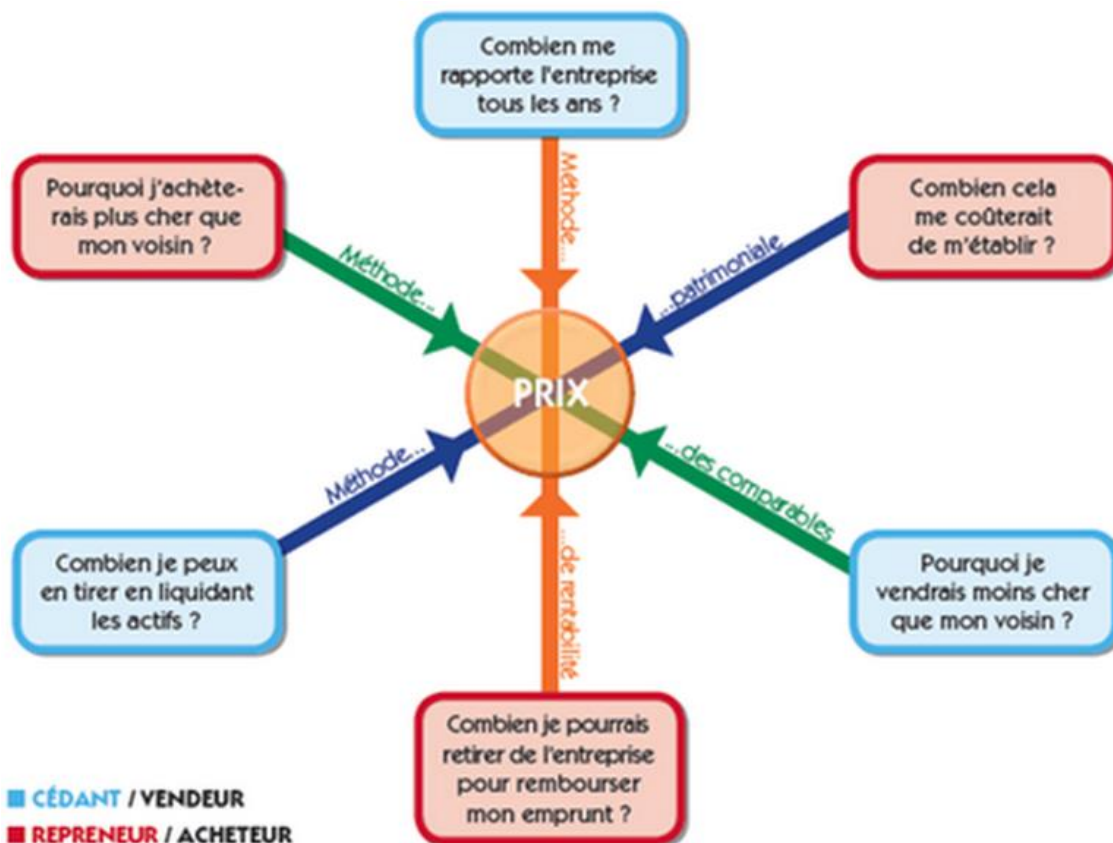 Combien me
rapporte l'entreprise
tous les ans ?
Pourquoi j'achète-
rais plus cher que
mon voisin ?
Combien cela
me coûterait
de m'établir ?
Méthode...
...de rentabilité
Méthode...
...des comparables
Méthode...
...patrimoniale
PRIX
Combien je peux
en tirer en liquidant
les actifs ?
Pourquoi je
vendrais moins cher
que mon voisin ?
Combien je pourrais
retirer de l'entreprise
pour rembourser
mon emprunt ?
CÉDANT / VENDEUR
REPRENEUR / ACHETEUR